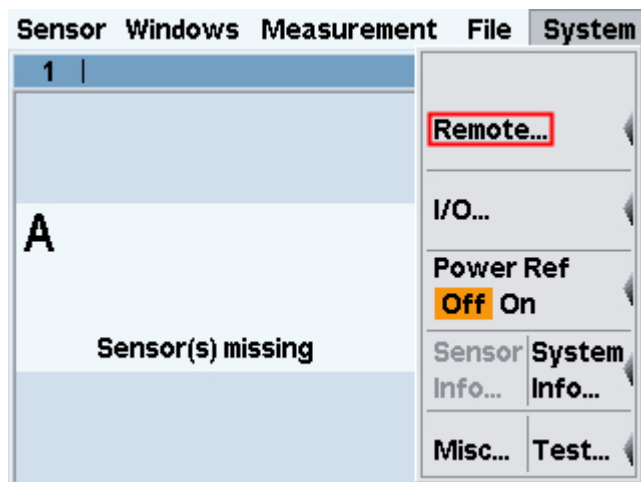 Sensor Windows Measurement File System
1 |
Remote...
I/O...
A
Power Ref
Off On
Sensor(s) missing
Sensor System
Info... Info...
Misc... Test...